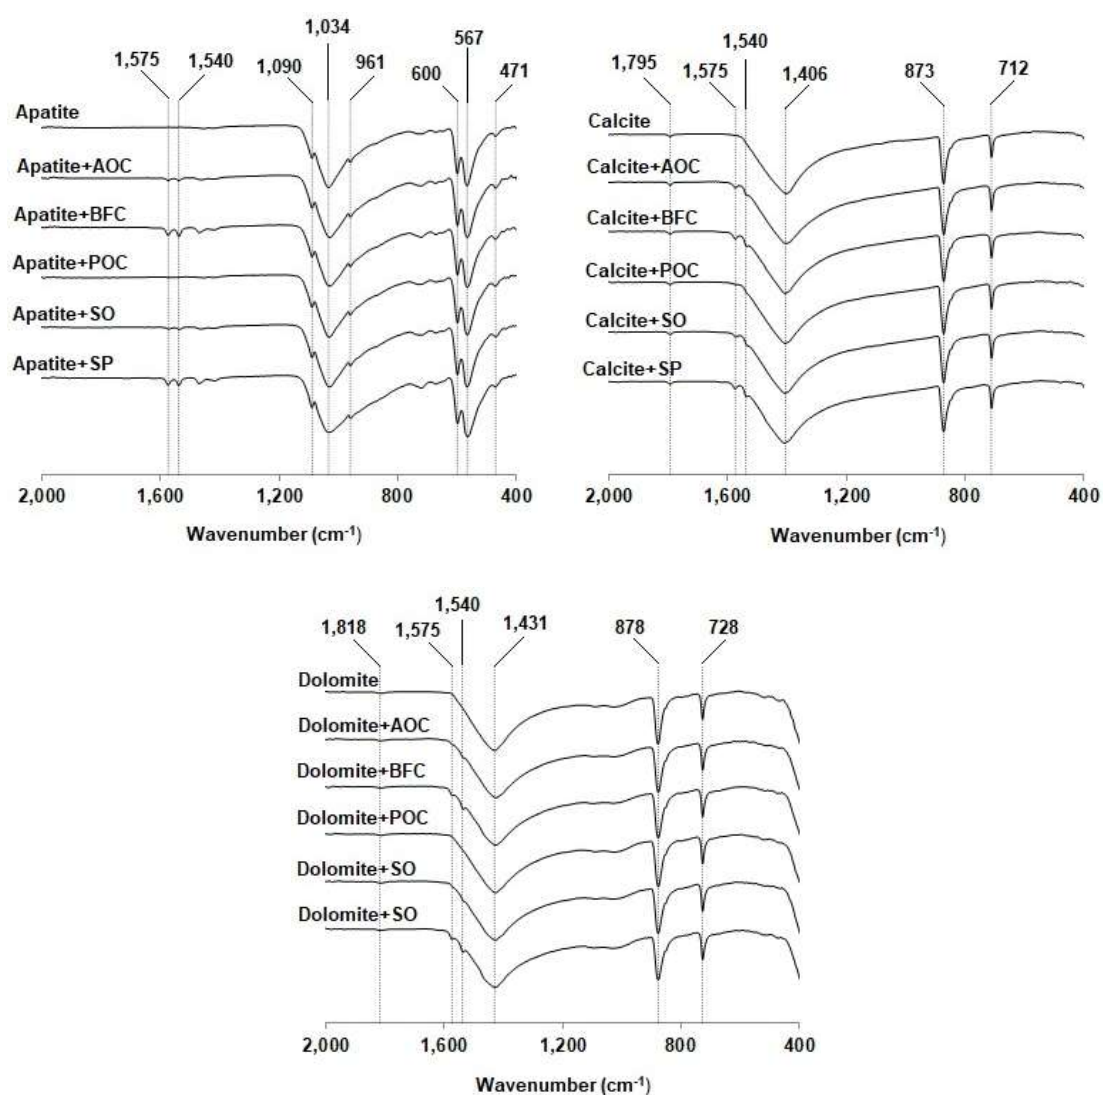 1,575 1,540 1,090 1,034 961 600 567 471
Apatite
Apatite+AOC
Apatite+BFC
Apatite+POC
Apatite+SO
Apatite+SP
2,000 1,600 1,200 800 400
Wavenumber (cm-1)
1,795 1,575 1,540 1,406 873 712
Calcite
Calcite+AOC
Calcite+BFC
Calcite+POC
Calcite+SO
Calcite+SP
2,000 1,600 1,200 800 400
Wavenumber (cm-1)
1,818 1,575 1,540 1,431 878 728
Dolomite
Dolomite+AOC
Dolomite+BFC
Dolomite+POC
Dolomite+SO
Dolomite+SO
2,000 1,600 1,200 800 400
Wavenumber (cm-1)